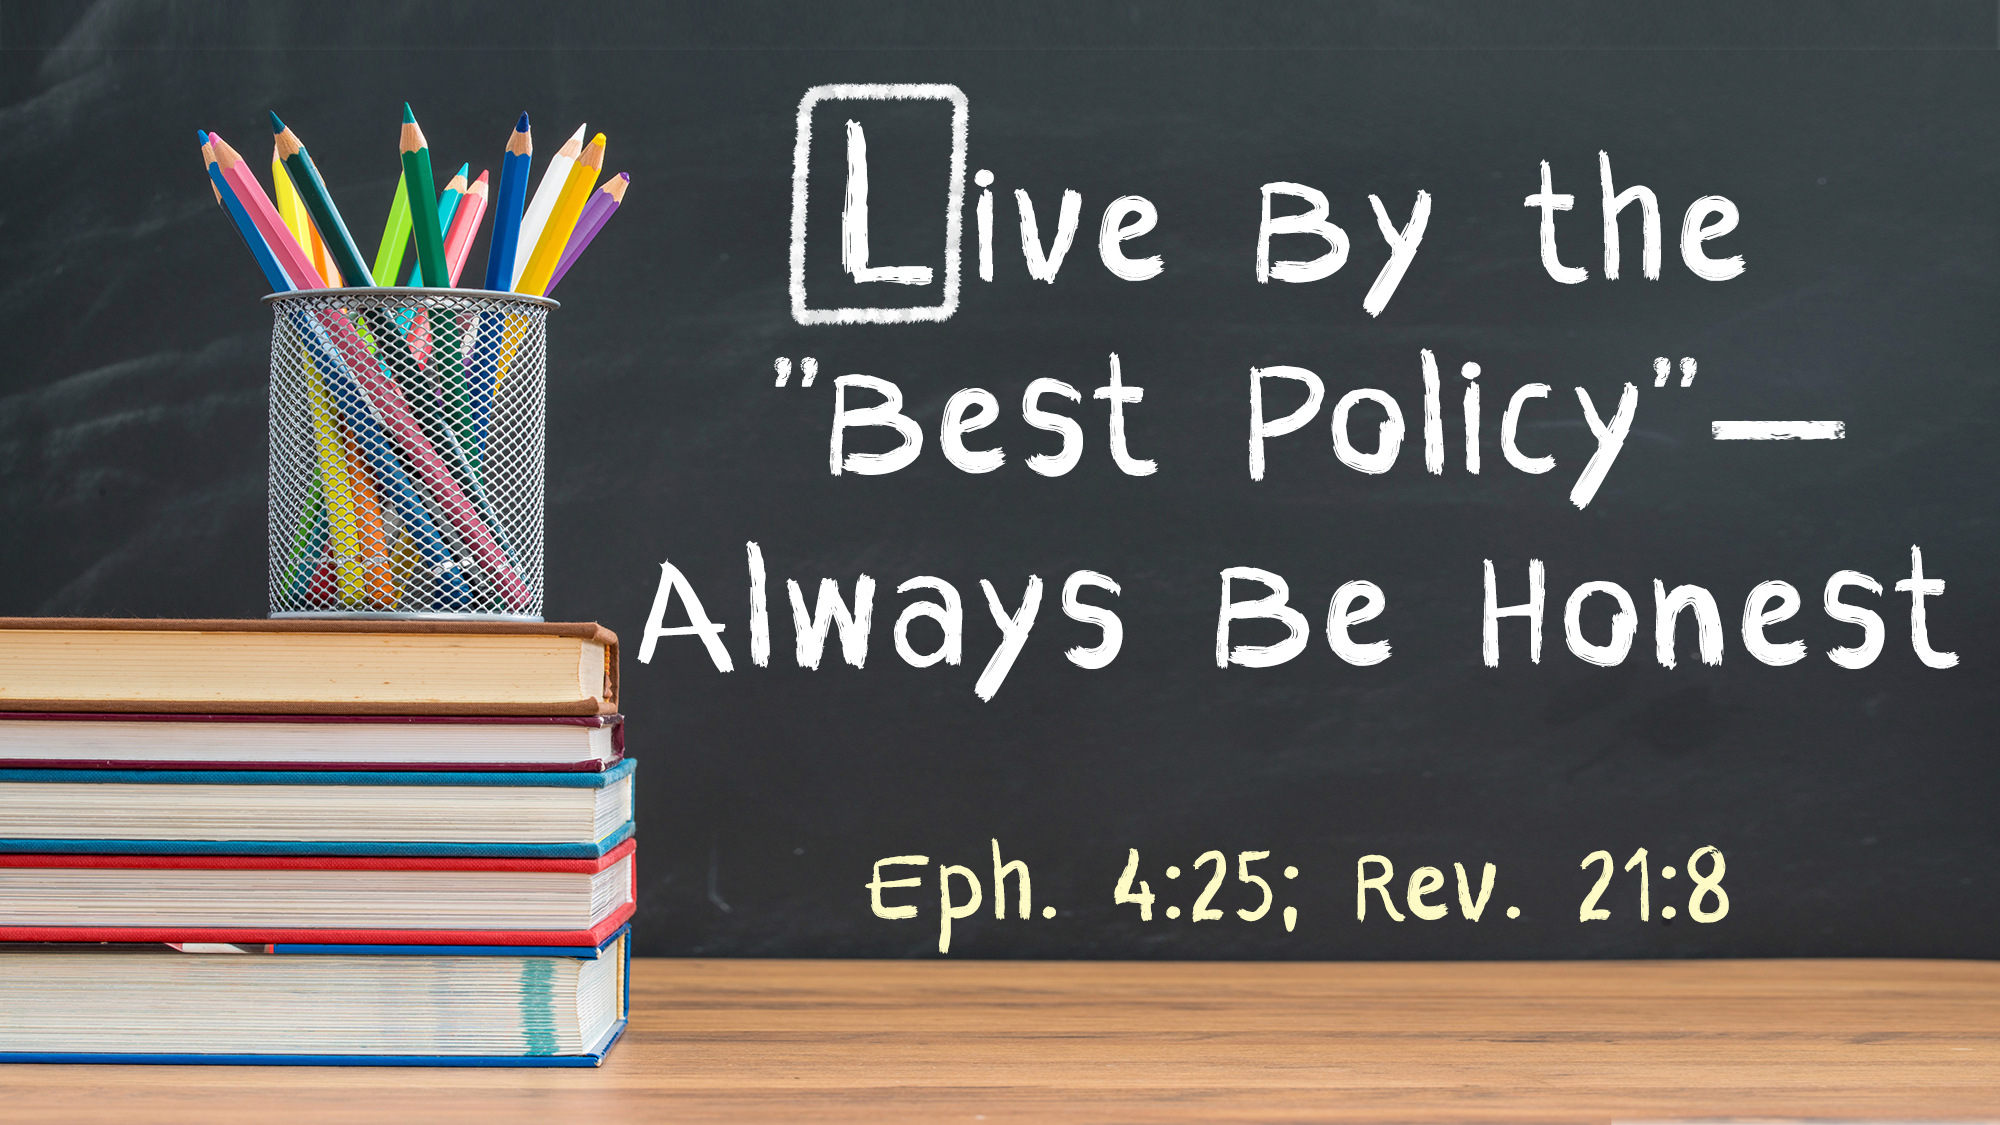 Live By the
"Best Policy"—
Always Be Honest
Eph. 4:25; Rev. 21:8